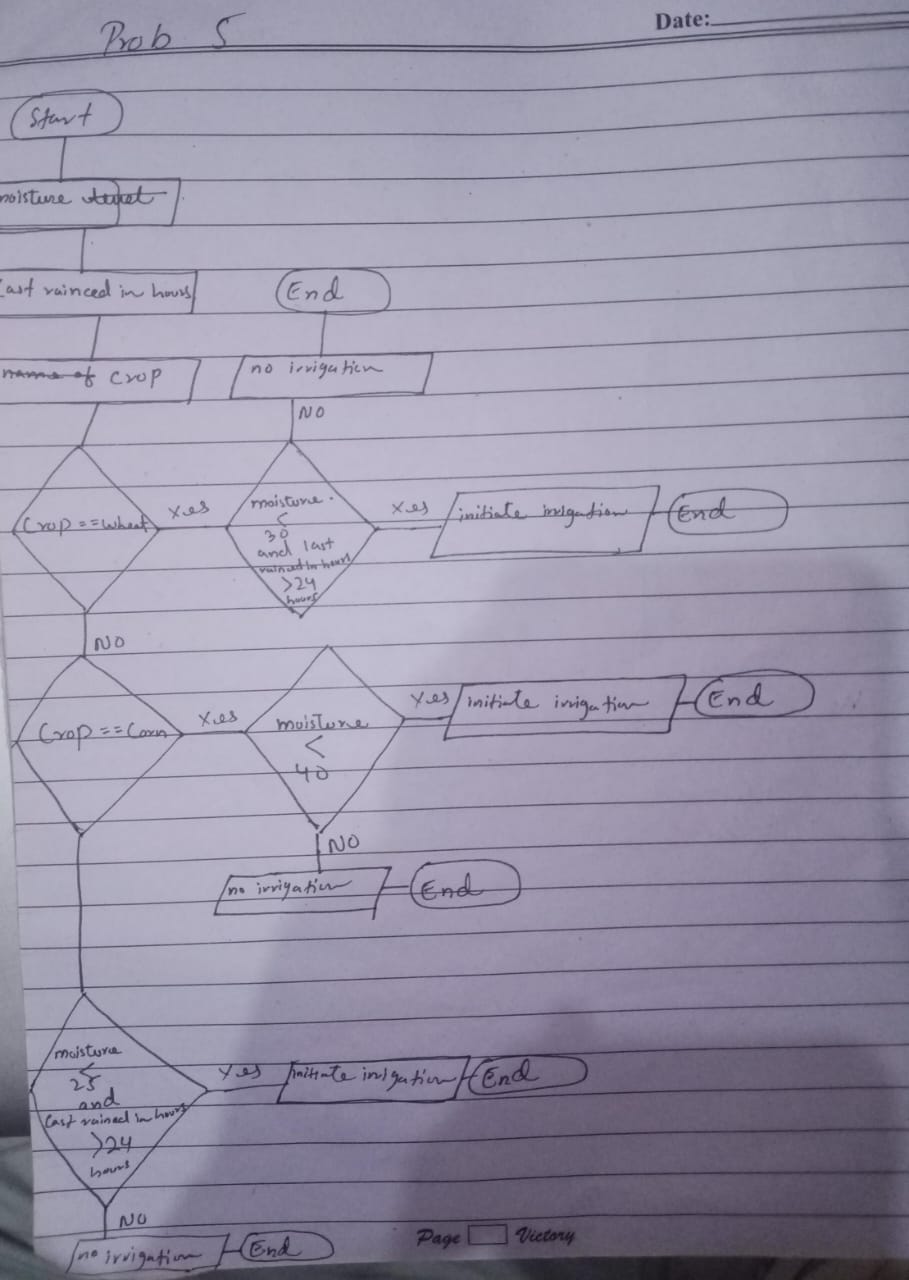 Prob 5
Date:
Start
moisture
Last rainced in hours
End
name of Crop
no irrigation
NO
Crop == wheat
Yes
moisture
<
30
and last
rained in hours
>24
hours
Yes
initiate irrigation
End
NO
Crop == Corn
Yes
moisture
<
40
Yes
initiate irrigation
End
NO
no irrigation
End
moisture
<
25
and
Last rained in hours
>24
hours
Yes
initiate irrigation
End
NO
no irrigation
End
Page
Victory